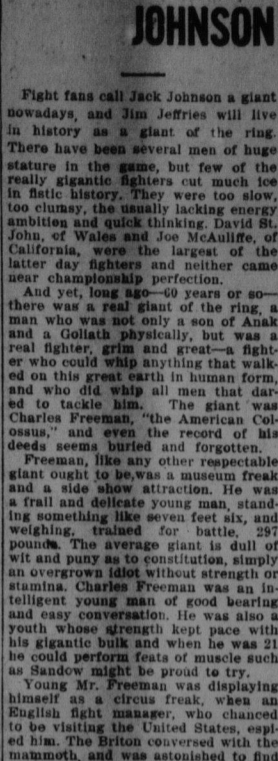 JOHNSON
Fight fans call Jack Johnson a giant
nowadays, and Jim Jeffries will live
in history as a giant of the ring.
There have been several men of huge
stature in the game, but few of the
really gigantic fighters cut much ice
in fistic history. They were too slow,
too clumsy, the usually lacking energy
ambition and quick thinking. David St.
John, of Wales and Joe McAuliffe, of
California, were the largest of the
latter day fighters and neither came
near championship perfection.
And yet, long ago—60 years or so—
there was a real giant of the ring, a
man who was not only a son of Anak
and a Goliath physically, but was a
real fighter, grim and great—a fight-
er who could whip anything that walk-
ed on this great earth in human form,
and who did whip all men that dar-
ed to tackle him. The giant was
Charles Freeman, "the American Col-
ossus," and even the record of his
deeds seems buried and forgotten.
Freeman, like any other respectable
giant ought to be,was a museum freak
and a side show attraction. He was
a frail and delicate young man, stand-
ing something like seven feet six, and
weighing, trained for battle, 297
pounds. The average giant is dull of
wit and puny as to constitution, simply
an overgrown idiot without strength or
stamina. Charles Freeman was an in-
telligent young man of good bearing
and easy conversation. He was also a
youth whose strength kept pace with
his gigantic bulk and when he was 21
he could perform feats of muscle such
as Sandow might be proud to try.
Young Mr. Freeman was displaying
himself as a circus freak, when an
English fight manager, who chanced
to be visiting the United States, espi-
ed him. The Briton conversed with the
mammoth, and was astonished to find